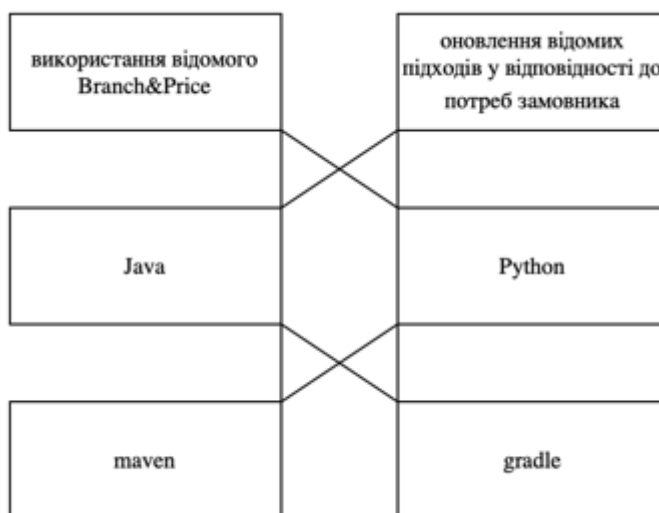 використання відомого
Branch&Price
оновлення відомих
підходів у відповідності до
потреб замовника
Java
Python
maven
gradle